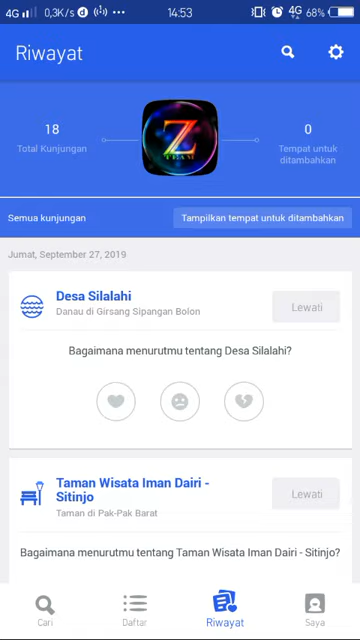 4G 0,3K/s 14:53 4G 68%
Riwayat
18
Total Kunjungan
Z
TEAM
0
Tempat untuk
ditambahkan
Semua kunjungan
Tampilkan tempat untuk ditambahkan
Jumat, September 27, 2019
Desa Silalahi
Danau di Girsang Sipangan Bolon
Lewati
Bagaimana menurutmu tentang Desa Silalahi?
Taman Wisata Iman Dairi -
Sitinjo
Taman di Pak-Pak Barat
Lewati
Bagaimana menurutmu tentang Taman Wisata Iman Dairi - Sitinjo?
Cari
Daftar
Riwayat
Saya